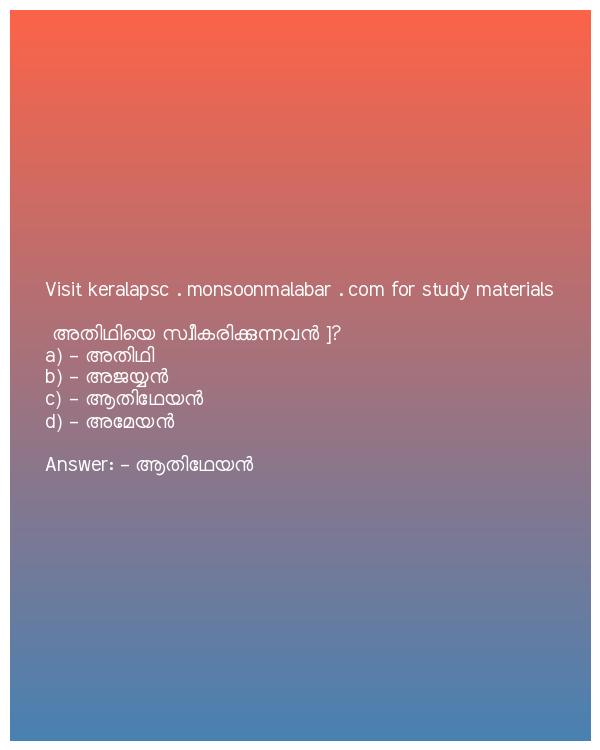 Visit keralapsc . monsoonmalabar . com for study materials
അതിഥിയെ സ്വീകരിക്കുന്നവൻ ]?
a) - അതിഥി
b) - അജയ്യൻ
c) - ആതിഥേയൻ
d) - അമേയൻ
Answer: - ആതിഥേയൻ